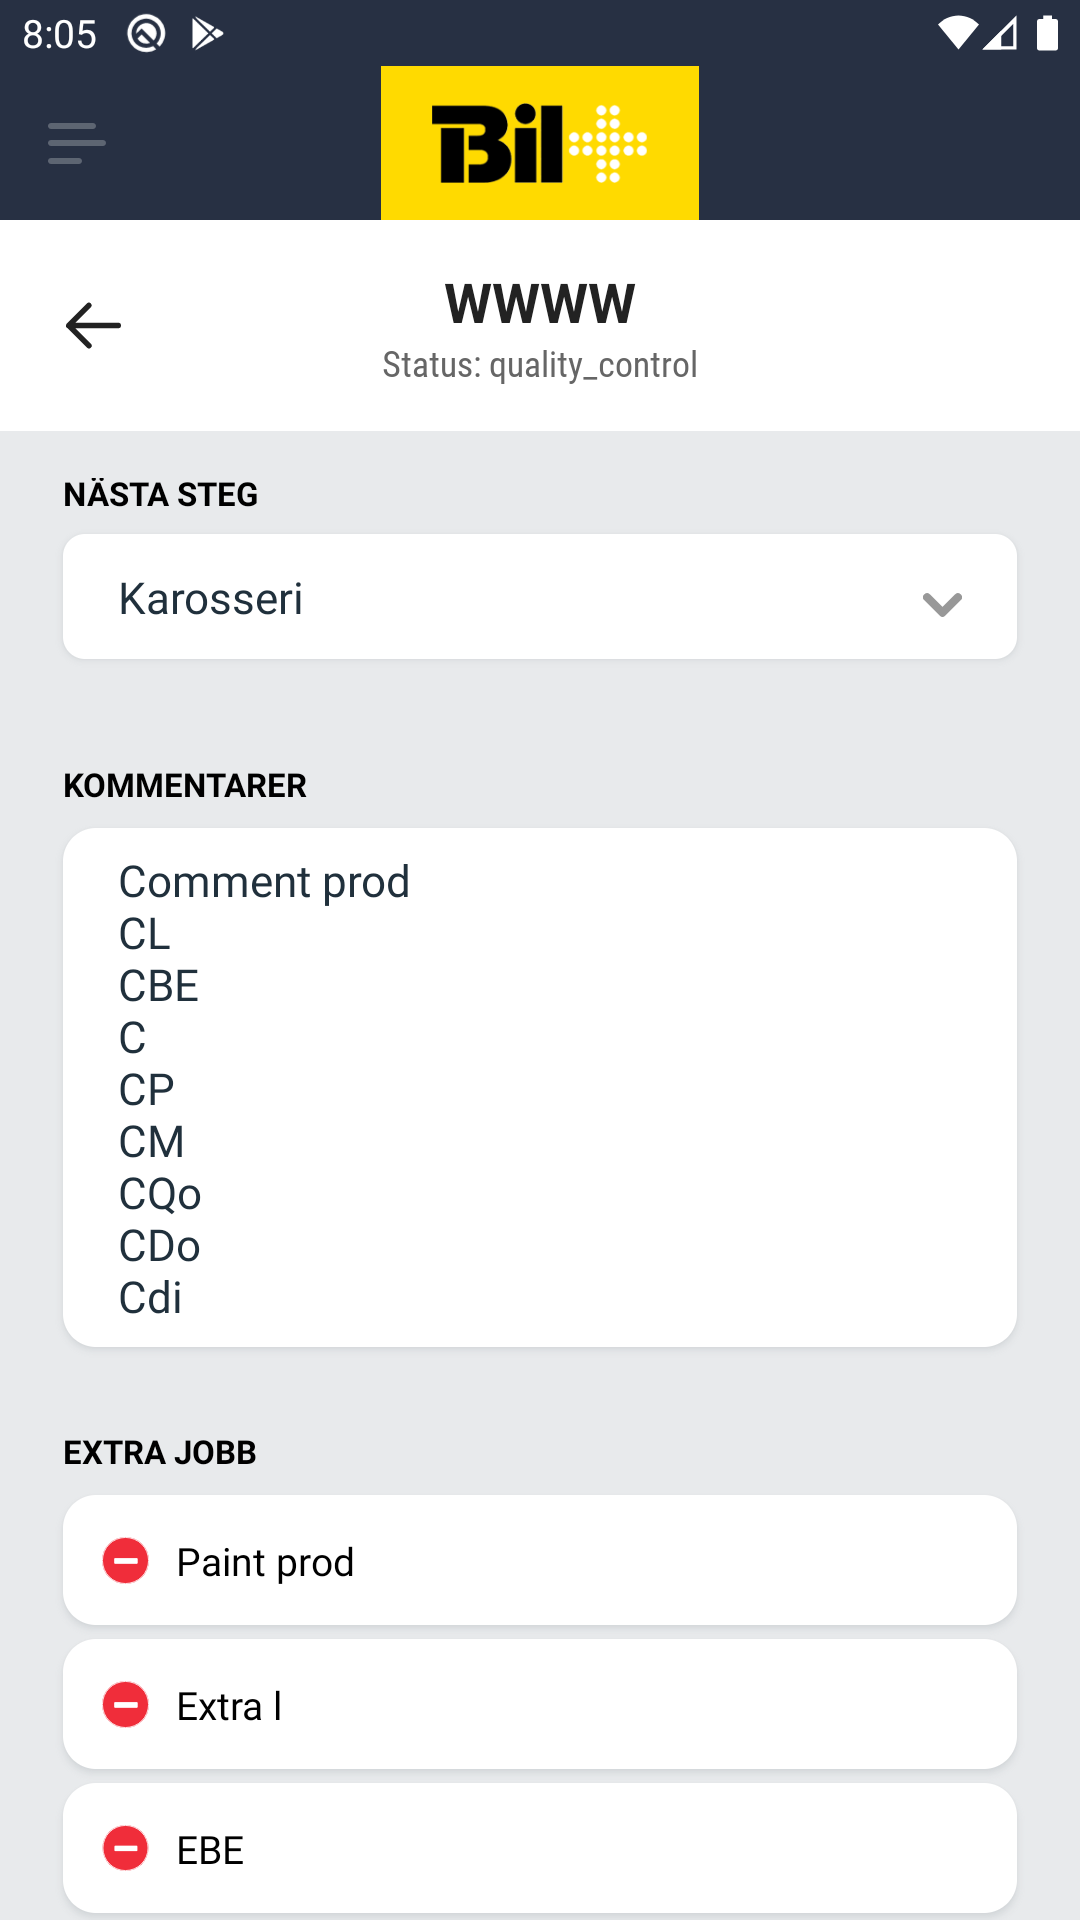 8:05
Bil
WWWW
Status: quality_control
NÄSTA STEG
Karosseri
KOMMENTARER
Comment prod
CL
CBE
C
CP
CM
CQo
CDo
Cdi
EXTRA JOBB
Paint prod
Extra l
EBE